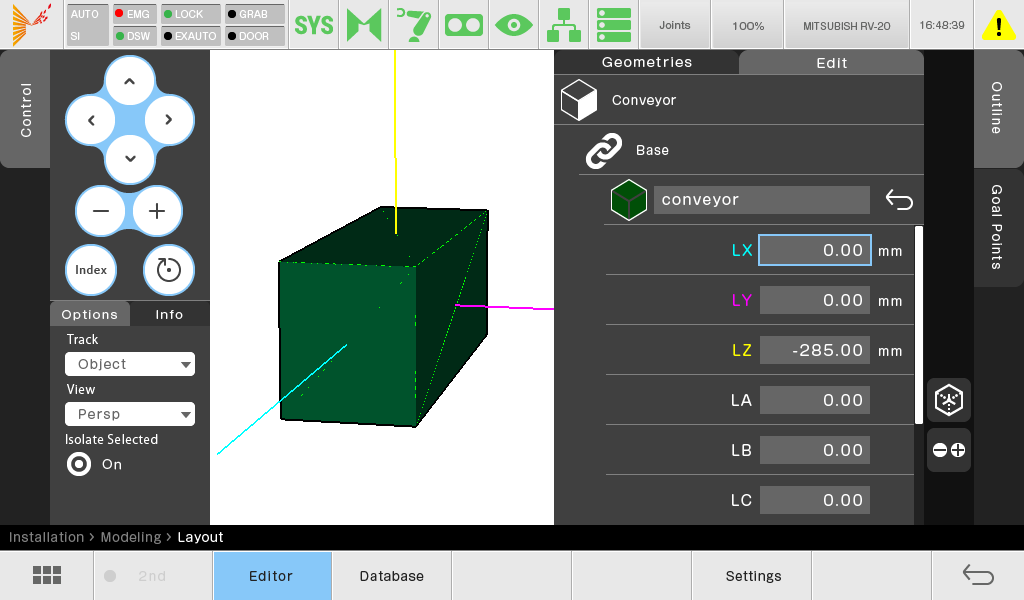 AUTO
SI
EMG
DSW
LOCK
EXAUTO
GRAB
DOOR
SYS
Joints
100%
MITSUBISH RV-20
16:48:39
Control
Index
Options
Info
Track
Object
View
Persp
Isolate Selected
On
Geometries
Edit
Conveyor
Base
conveyor
LX 0.00 mm
LY 0.00 mm
LZ -285.00 mm
LA 0.00
LB 0.00
LC 0.00
Outline
Goal Points
Installation > Modeling > Layout
2nd
Editor
Database
Settings